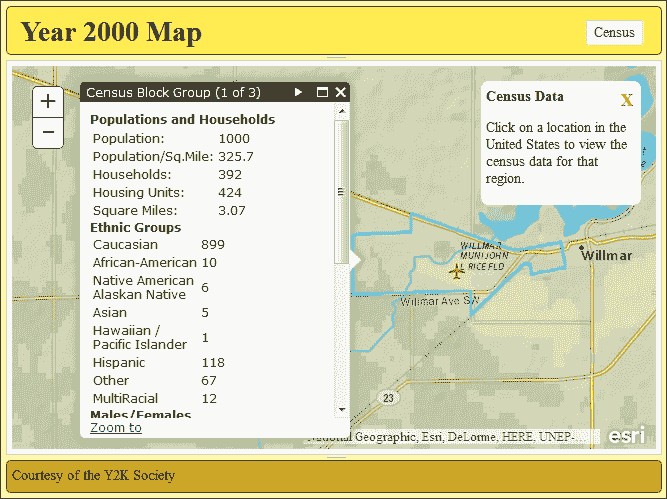 Year 2000 Map
Census
+
−
Census Block Group (1 of 3)
Populations and Households
Population: 1000
Population/Sq.Mile: 325.7
Households: 392
Housing Units: 424
Square Miles: 3.07
Ethnic Groups
Caucasian 899
African-American 10
Native American
Alaskan Native 6
Asian 5
Hawaiian /
Pacific Islander 1
Hispanic 118
Other 67
MultiRacial 12
Males/Females
Zoom to
Census Data X
Click on a location in the
United States to view the
census data for that
region.
WILLMAR
MUNI JOHN
L RICE FLD
Willmar
Willmar Ave SW
23
National Geographic, Esri, DeLorme, HERE, UNEP-
esri
Courtesy of the Y2K Society